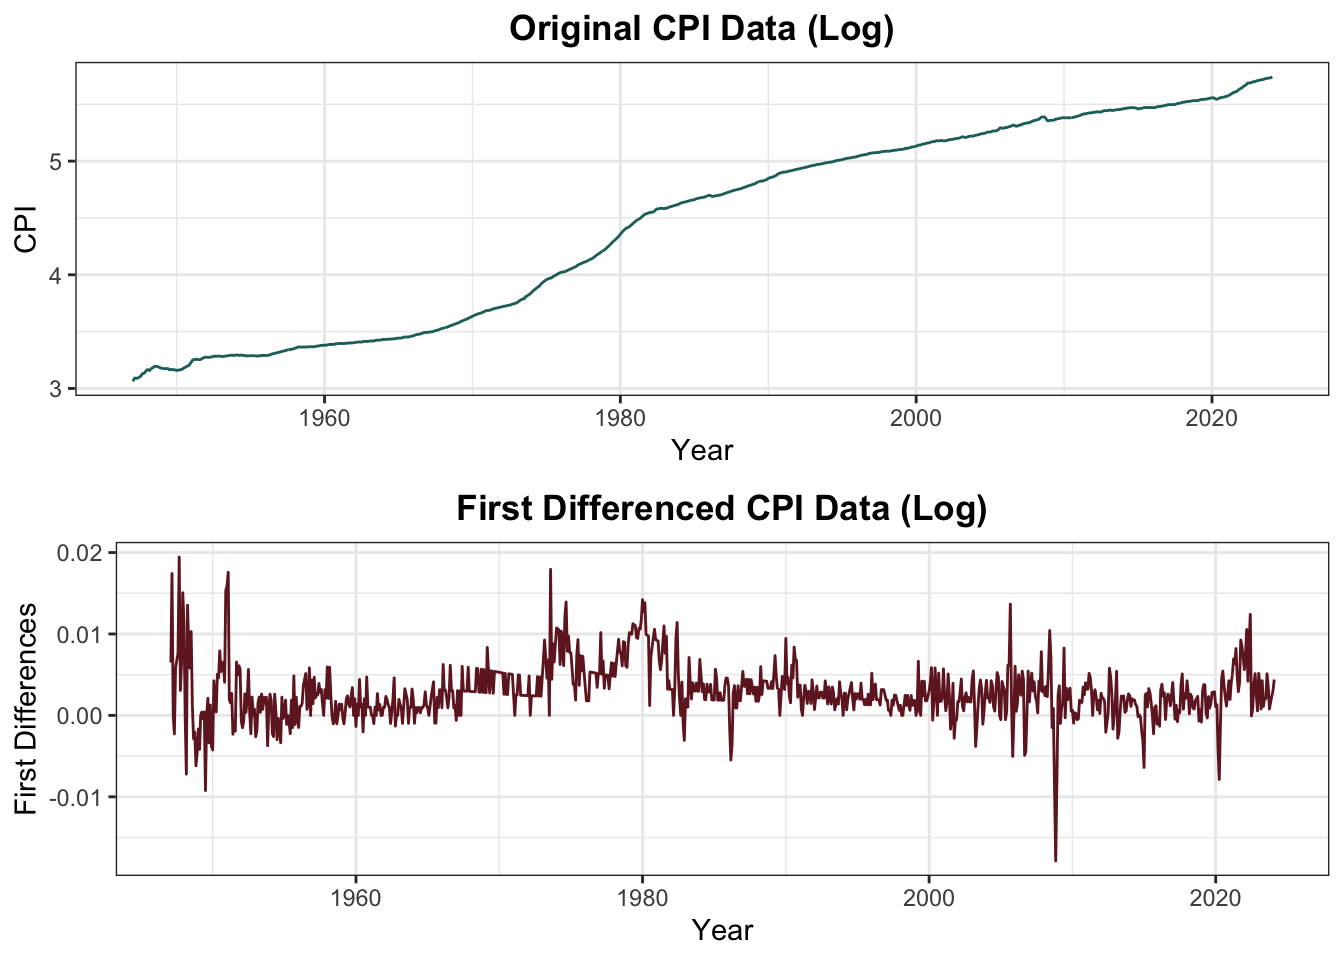 Original CPI Data (Log)
CPI
5
4
3
1960 1980 2000 2020
Year
First Differenced CPI Data (Log)
First Differences
0.02
0.01
0.00
-0.01
1960 1980 2000 2020
Year